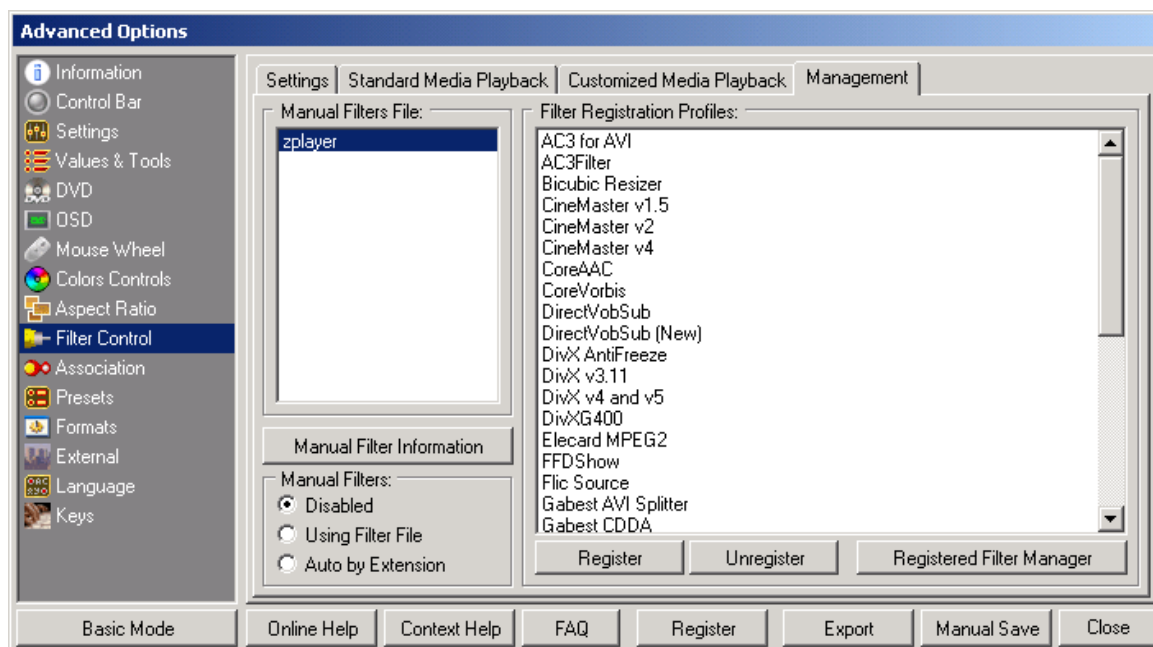 Advanced Options
Information
Control Bar
Settings
Values & Tools
DVD
OSD
Mouse Wheel
Colors Controls
Aspect Ratio
Filter Control
Association
Presets
Formats
External
Language
Keys
Settings
Standard Media Playback
Customized Media Playback
Management
Manual Filters File:
zplayer
Manual Filter Information
Manual Filters:
Disabled
Using Filter File
Auto by Extension
Filter Registration Profiles:
AC3 for AVI
AC3Filter
Bicubic Resizer
CineMaster v1.5
CineMaster v2
CineMaster v4
CoreAAC
CoreVorbis
DirectVobSub
DirectVobSub (New)
DivX AntiFreeze
DivX v3.11
DivX v4 and v5
DivXG400
Elecard MPEG2
FFDShow
Flic Source
Gabest AVI Splitter
Gabest CDDA
Register
Unregister
Registered Filter Manager
Basic Mode
Online Help
Context Help
FAQ
Register
Export
Manual Save
Close